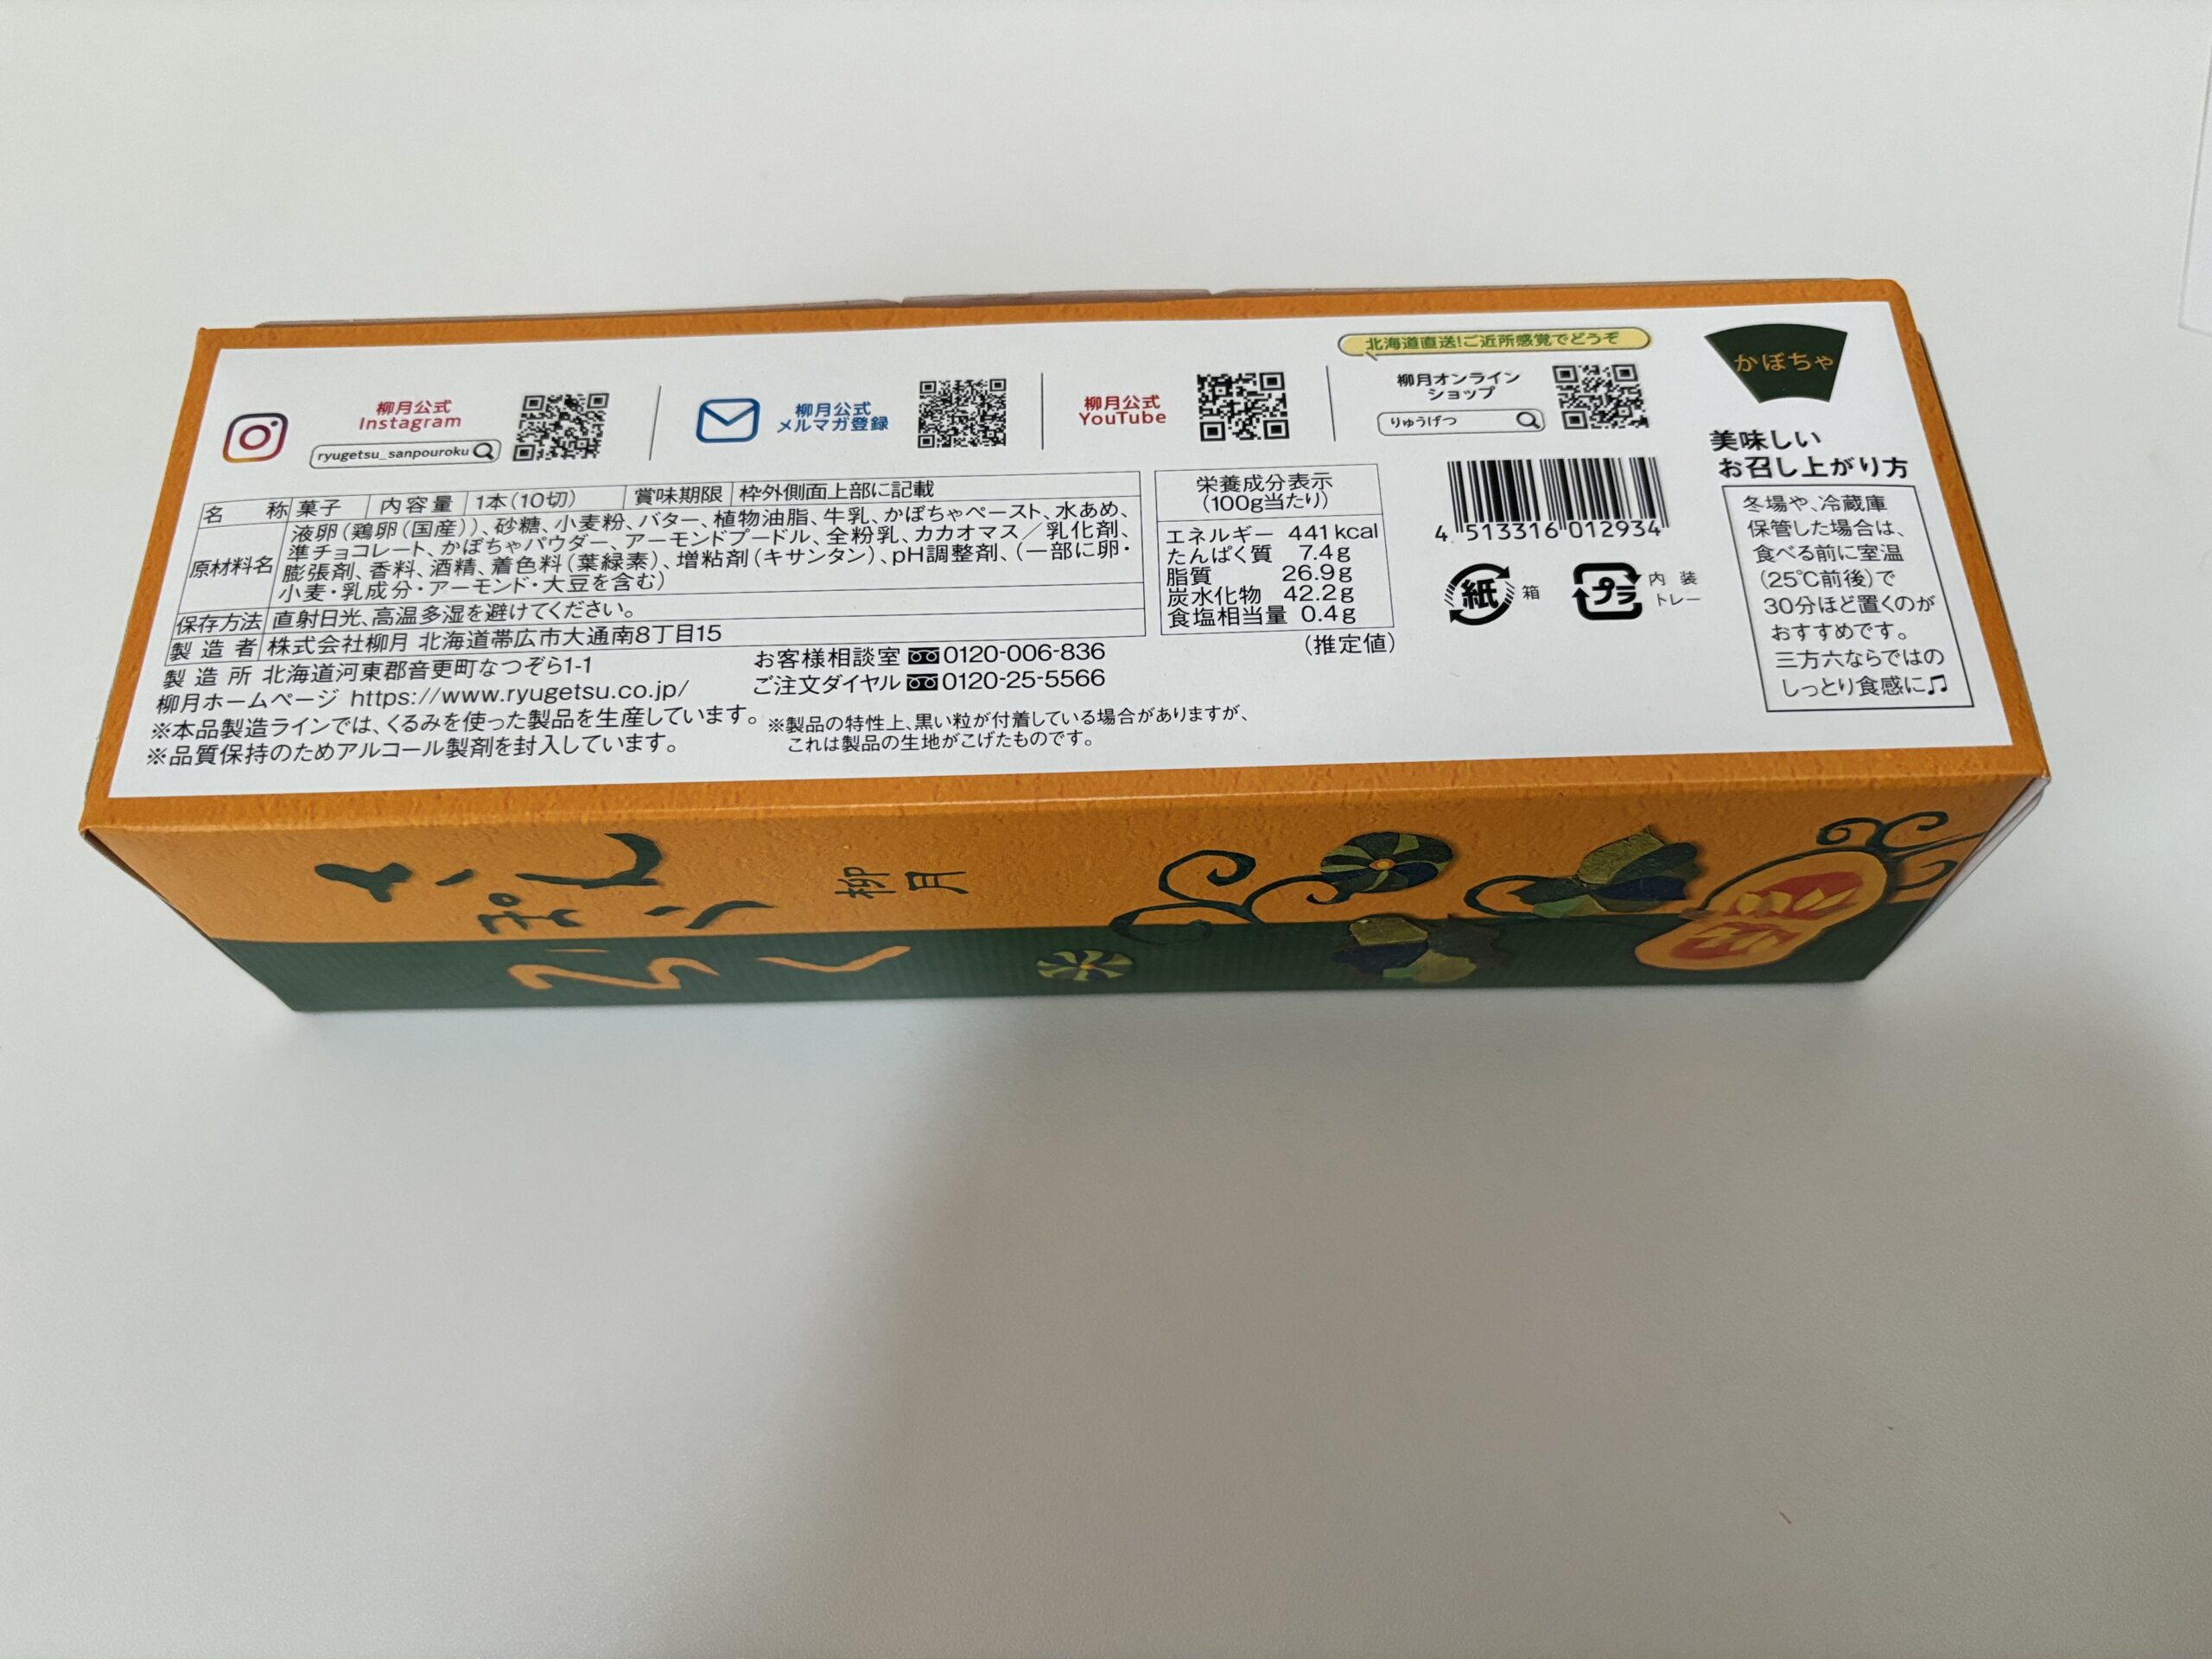 北海道直送!ご近所感覚でどうぞ
柳月公式
Instagram
ryugetsu_sanpouroku
柳月公式
メルマガ登録
柳月公式
YouTube
柳月オンライン
ショップ
りゅうげつ
かぼちゃ
名 称 菓子 内容量 1本(10切) 賞味期限 枠外側面上部に記載
原材料名
液卵(鶏卵(国産))、砂糖、小麦粉、バター、植物油脂、牛乳、かぼちゃペースト、水あめ、
準チョコレート、かぼちゃパウダー、アーモンドプードル、全粉乳、カカオマス/乳化剤、
膨張剤、香料、酒精、着色料(葉緑素)、増粘剤(キサンタン)、pH調整剤、(一部に卵・
小麦・乳成分・アーモンド・大豆を含む)
保存方法 直射日光、高温多湿を避けてください。
製造者 株式会社柳月 北海道帯広市大通南8丁目15
製造所 北海道河東郡音更町なつぞら1-1
柳月ホームページ https://www.ryugetsu.co.jp/
お客様相談室 0120-006-836
ご注文ダイヤル 0120-25-5566
※本品製造ラインでは、くるみを使った製品を生産しています。
※品質保持のためアルコール製剤を封入しています。
※製品の特性上、黒い粒が付着している場合がありますが、
これは製品の生地がこげたものです。
栄養成分表示
(100g当たり)
エネルギー 441kcal
たんぱく質 7.4g
脂質 26.9g
炭水化物 42.2g
食塩相当量 0.4g
(推定値)
4 513316 012934
紙 箱
プラ 内装
トレー
美味しい
お召し上がり方
冬場や、冷蔵庫
保管した場合は、
食べる前に室温
(25℃前後)で
30分ほど置くのが
おすすめです。
三方六ならではの
しっとり食感に♫
柳月